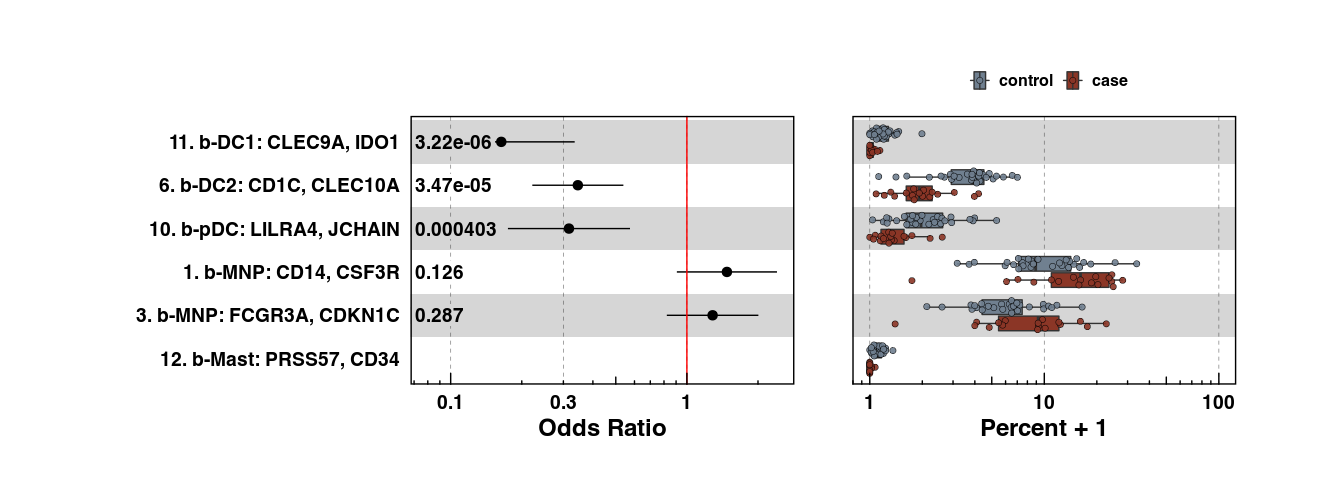 control case
11. b-DC1: CLEC9A, IDO1 3.22e-06
6. b-DC2: CD1C, CLEC10A 3.47e-05
10. b-pDC: LILRA4, JCHAIN 0.000403
1. b-MNP: CD14, CSF3R 0.126
3. b-MNP: FCGR3A, CDKN1C 0.287
12. b-Mast: PRSS57, CD34
0.1 0.3 1 1 10 100
Odds Ratio Percent + 1